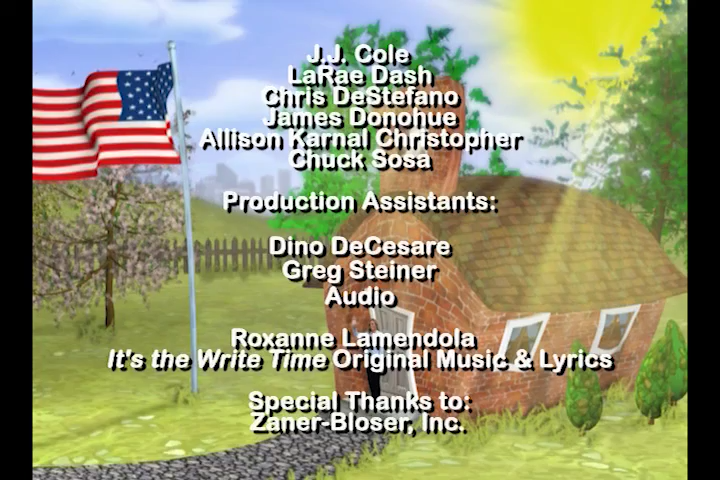 J.J. Cole
LaRae Dash
Chris DeStefano
James Donohue
Allison Karnal Christopher
Chuck Sosa
Production Assistants:
Dino DeCesare
Greg Steiner
Audio
Roxanne Lamendola
It's the Write Time Original Music & Lyrics
Special Thanks to:
Zaner-Bloser, Inc.